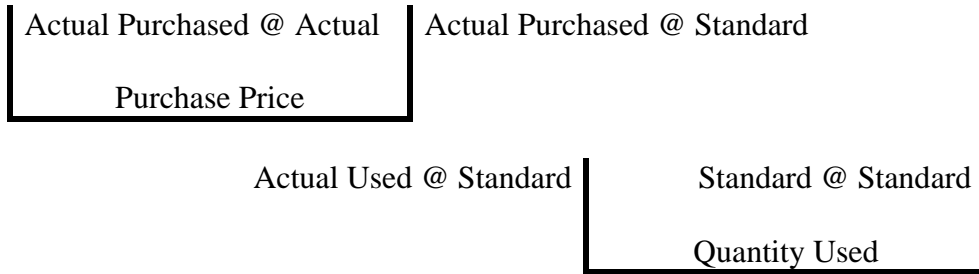 Actual Purchased @ Actual Actual Purchased @ Standard
Purchase Price
Actual Used @ Standard Standard @ Standard
Quantity Used